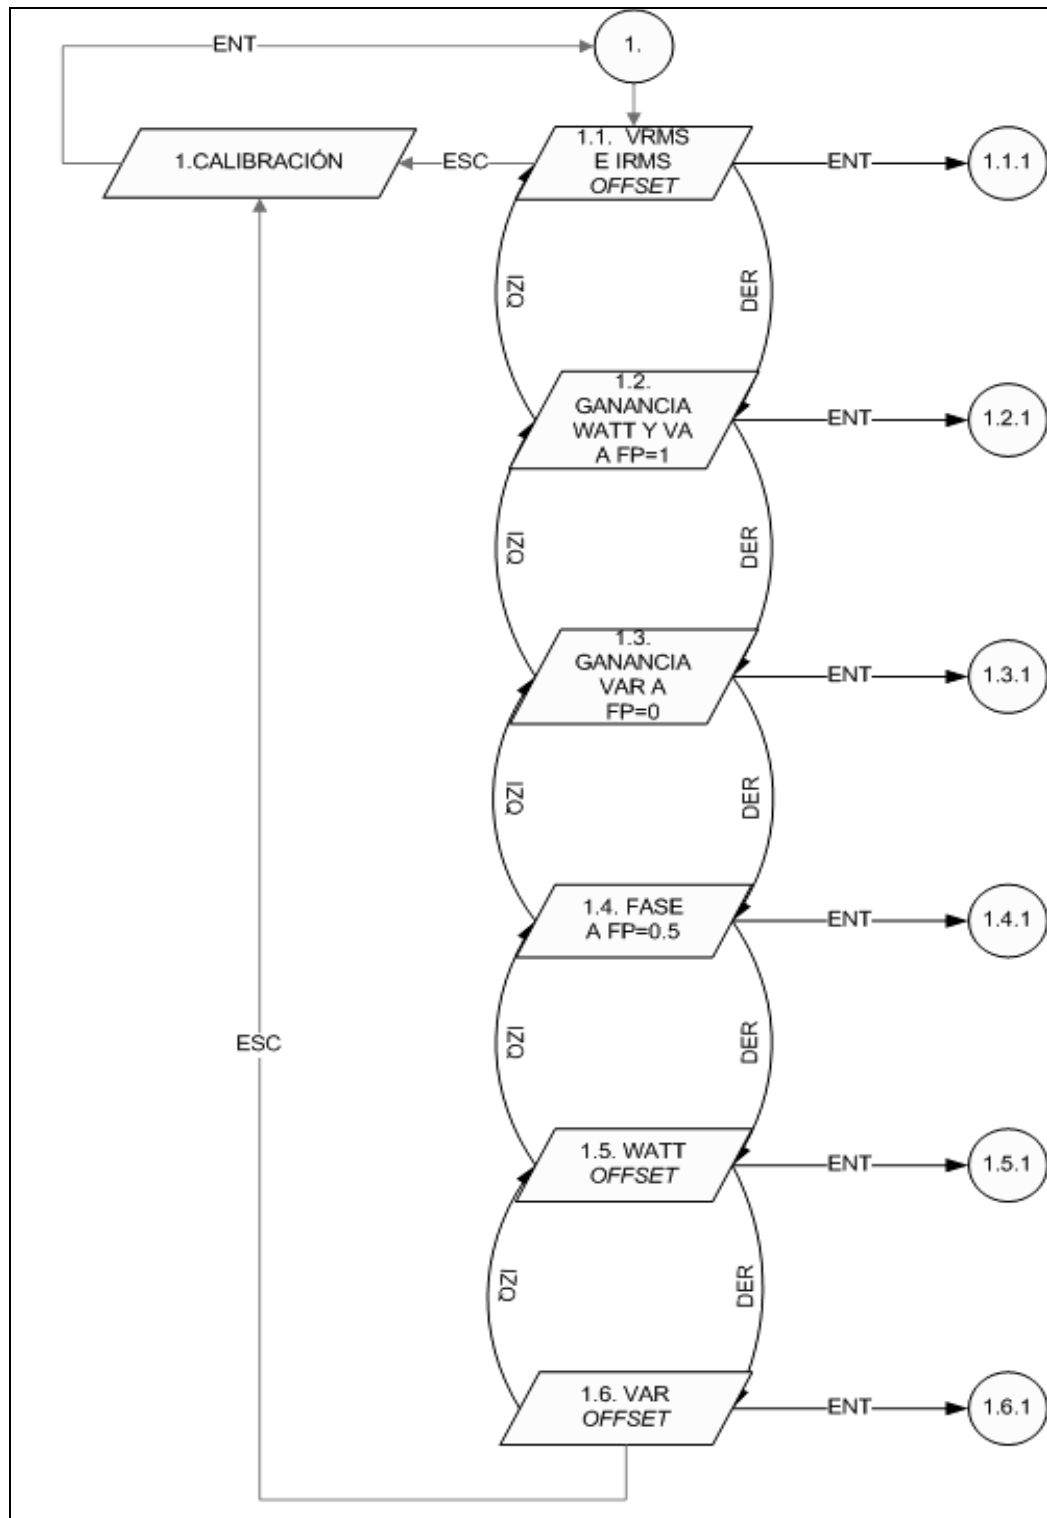 ENT
1.
1.CALIBRACIÓN
ESC
1.1. VRMS
E IRMS
OFFSET
ENT
1.1.1
IZQ
DER
1.2.
GANANCIA
WATT Y VA
A FP=1
ENT
1.2.1
IZQ
DER
1.3.
GANANCIA
VAR A
FP=0
ENT
1.3.1
IZQ
DER
1.4. FASE
A FP=0.5
ENT
1.4.1
ESC
IZQ
DER
1.5. WATT
OFFSET
ENT
1.5.1
IZQ
DER
1.6. VAR
OFFSET
ENT
1.6.1